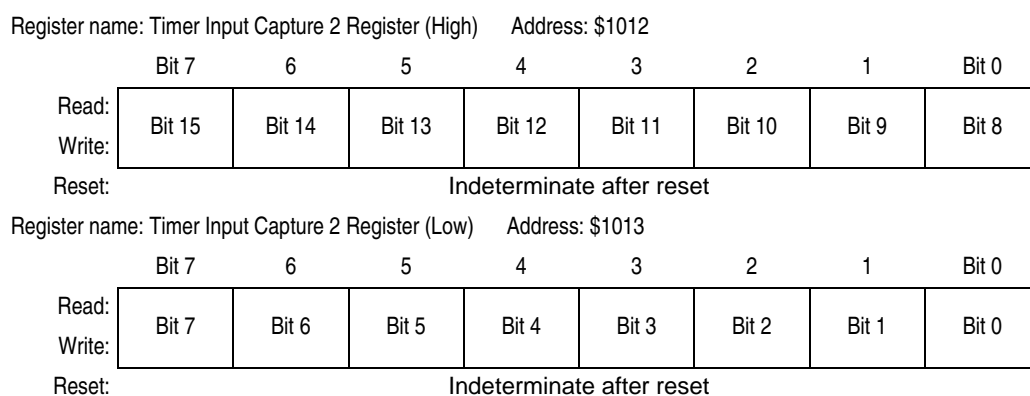 Register name: Timer Input Capture 2 Register (High) Address: $1012
Bit 7 6 5 4 3 2 1 Bit 0
Read:
Bit 15 Bit 14 Bit 13 Bit 12 Bit 11 Bit 10 Bit 9 Bit 8
Write:
Reset: Indeterminate after reset
Register name: Timer Input Capture 2 Register (Low) Address: $1013
Bit 7 6 5 4 3 2 1 Bit 0
Read:
Bit 7 Bit 6 Bit 5 Bit 4 Bit 3 Bit 2 Bit 1 Bit 0
Write:
Reset: Indeterminate after reset